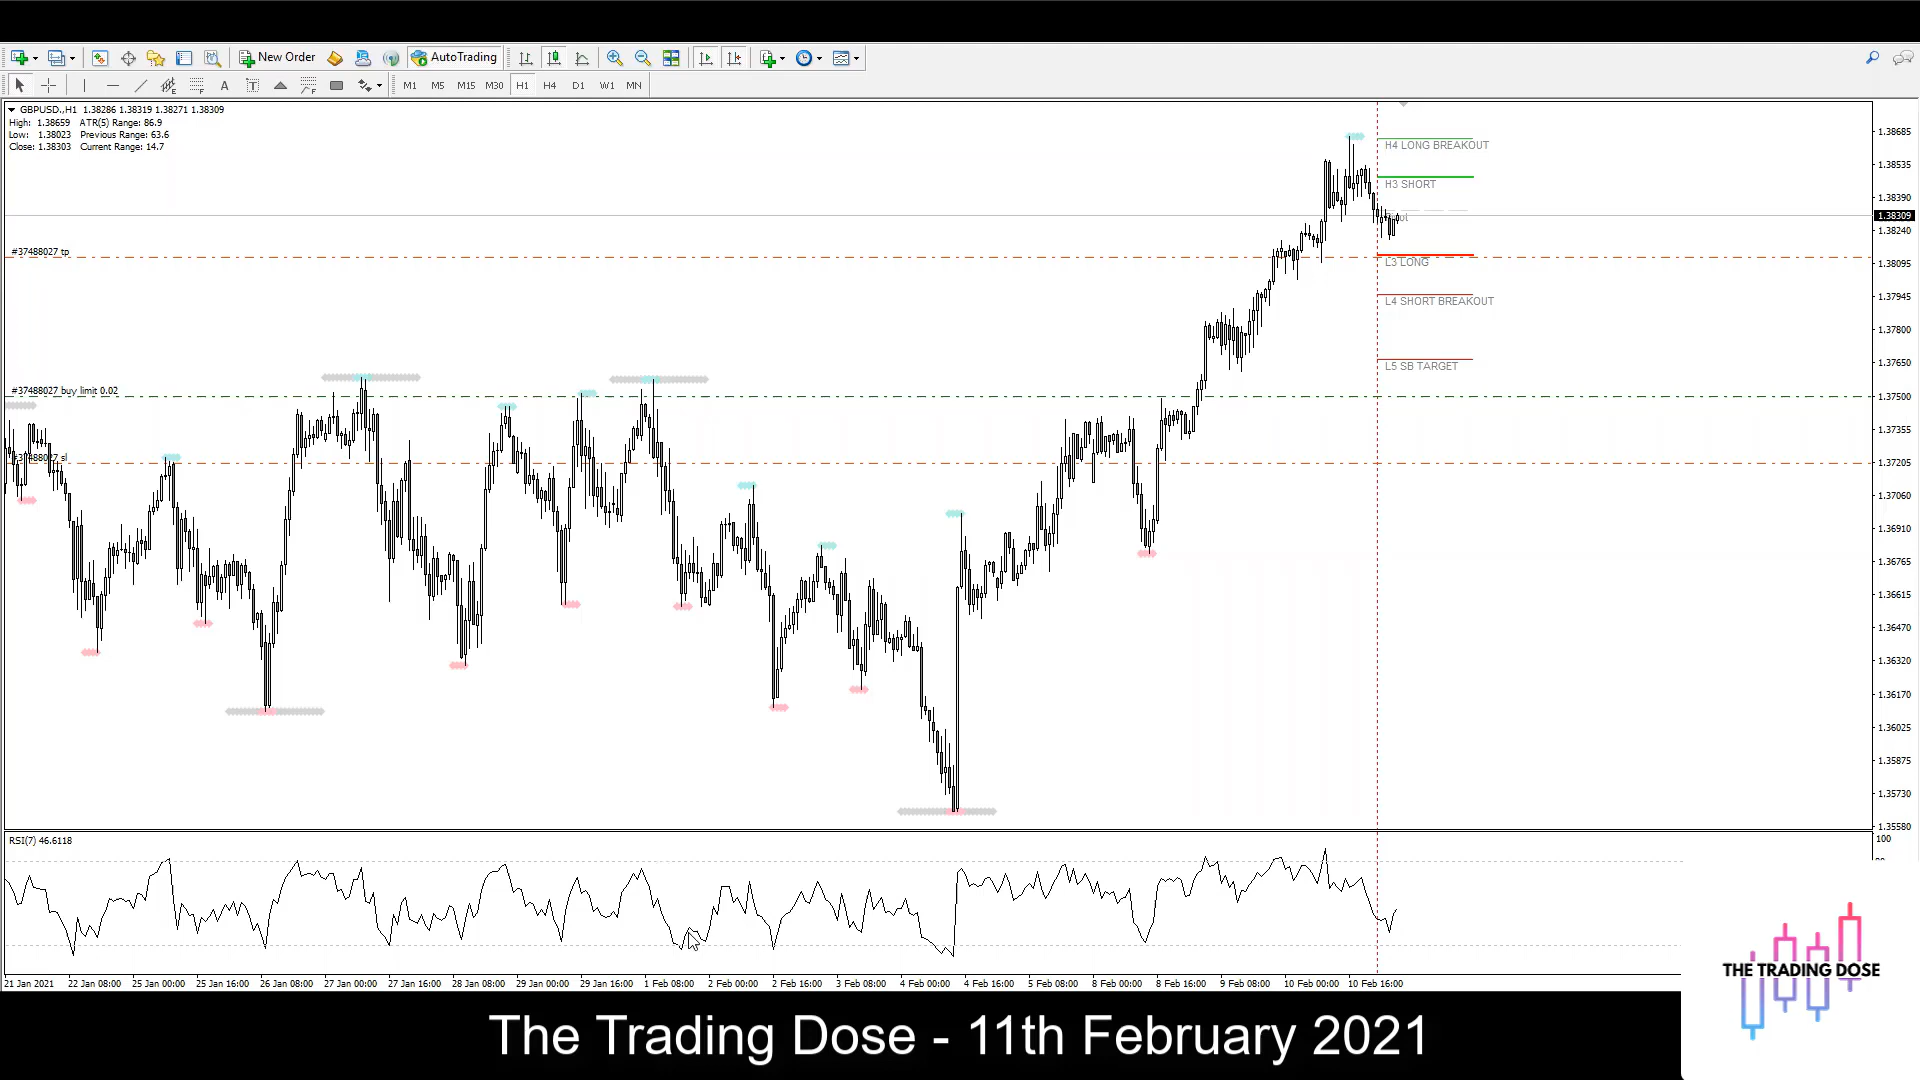 New Order
AutoTrading
A
T
E
F
F
M1 M5 M15 M30 H1 H4 D1 W1 MN
GBPUSD.,H1 1.38286 1.38319 1.38271 1.38309
High: 1.38659 ATR(5) Range: 86.9
Low: 1.38023 Previous Range: 63.6
Close: 1.38303 Current Range: 14.7
H4 LONG BREAKOUT
H3 SHORT
L3 LONG
L4 SHORT BREAKOUT
L5 SB TARGET
#37488027 tp
#37488027 buy limit 0.02
#37488027 sl
1.38685
1.38535
1.38390
1.38309
1.38240
1.38095
1.37945
1.37800
1.37650
1.37500
1.37355
1.37205
1.37060
1.36910
1.36765
1.36615
1.36470
1.36320
1.36170
1.36025
1.35875
1.35730
1.35580
RSI(7) 46.6118
100
21 Jan 2021 22 Jan 08:00 25 Jan 00:00 25 Jan 16:00 26 Jan 08:00 27 Jan 00:00 27 Jan 16:00 28 Jan 08:00 29 Jan 00:00 29 Jan 16:00 1 Feb 08:00 2 Feb 00:00 2 Feb 16:00 3 Feb 08:00 4 Feb 00:00 4 Feb 16:00 5 Feb 08:00 8 Feb 00:00 8 Feb 16:00 9 Feb 08:00 10 Feb 00:00 10 Feb 16:00
THE TRADING DOSE
The Trading Dose - 11th February 2021